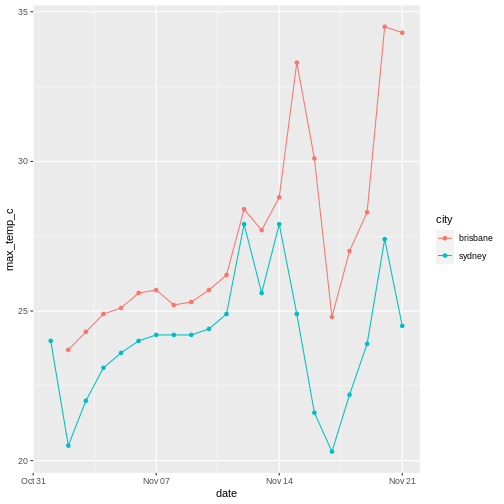 35
30
25
20
max_temp_c
Oct 31
Nov 07
Nov 14
Nov 21
date
city
brisbane
sydney